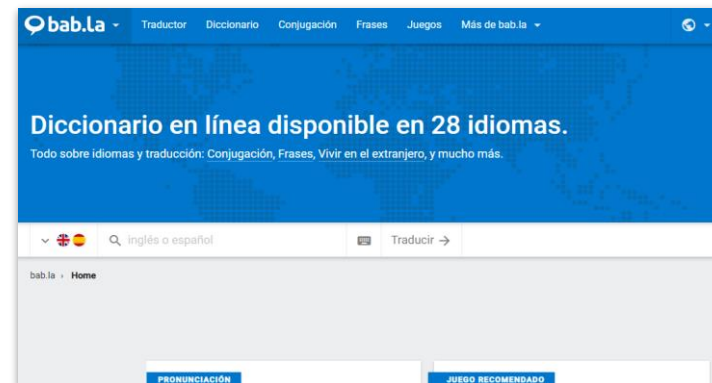 bab.la Traductor Diccionario Conjugación Frases Juegos Más de bab.la
Diccionario en línea disponible en 28 idiomas.
Todo sobre idiomas y traducción: Conjugación, Frases, Vivir en el extranjero, y mucho más.
inglés o español Traducir →
bab.la › Home
PRONUNCIACIÓN JUEGO RECOMENDADO